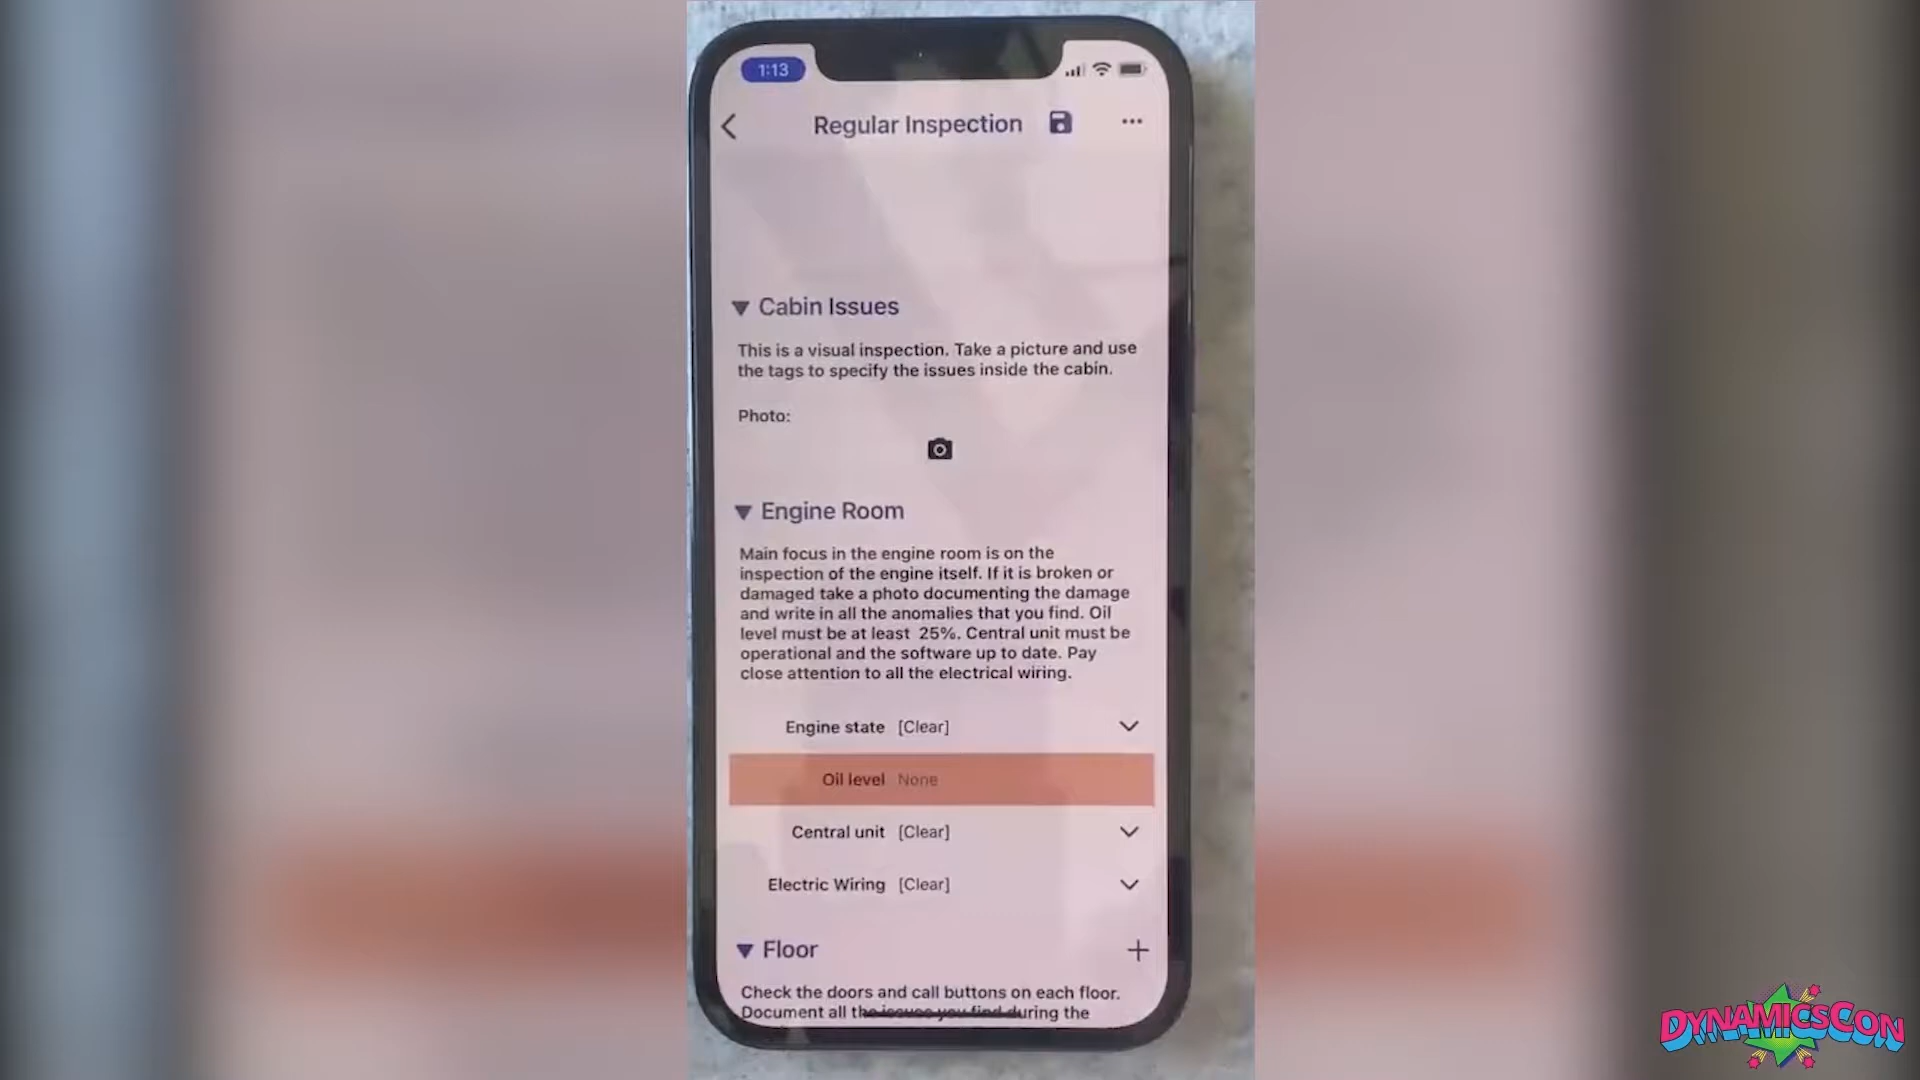 1:13
Regular Inspection
Cabin Issues
This is a visual inspection. Take a picture and use
the tags to specify the issues inside the cabin.
Photo:
Engine Room
Main focus in the engine room is on the
inspection of the engine itself. If it is broken or
damaged take a photo documenting the damage
and write in all the anomalies that you find. Oil
level must be at least 25%. Central unit must be
operational and the software up to date. Pay
close attention to all the electrical wiring.
Engine state [Clear]
Oil level None
Central unit [Clear]
Electric Wiring [Clear]
Floor
Check the doors and call buttons on each floor.
Document all the issues you find during the
DYNAMICSCON